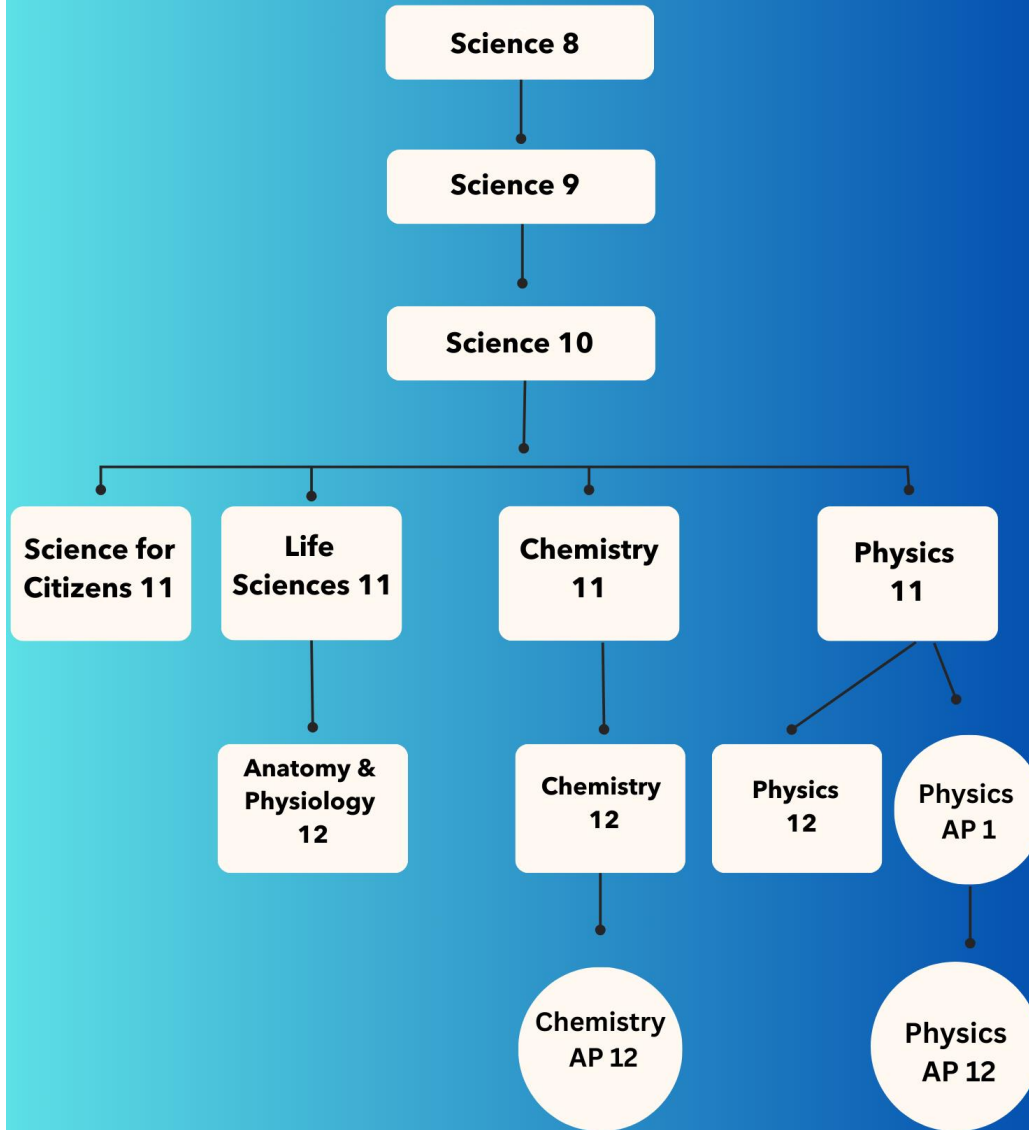 Science 8
Science 9
Science 10
Science for
Citizens 11
Life
Sciences 11
Chemistry
11
Physics
11
Anatomy &
Physiology
12
Chemistry
12
Physics
12
Physics
AP 1
Chemistry
AP 12
Physics
AP 12